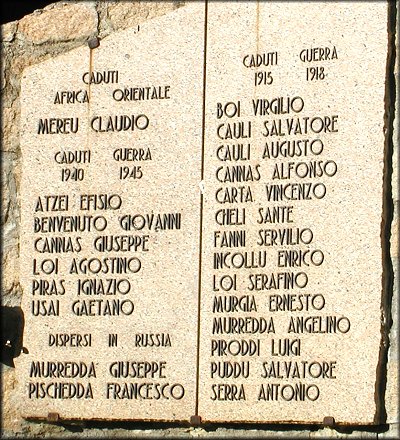 CADUTI
AFRICA ORIENTALE
MEREU CLAUDIO
CADUTI GUERRA
1940 1945
ATZEI EFISIO
BENVENUTO GIOVANNI
CANNAS GIUSEPPE
LOI AGOSTINO
PIRAS IGNAZIO
USAI GAETANO
DISPERSI IN RUSSIA
MURREDDA GIUSEPPE
PISCHEDDA FRANCESCO
CADUTI GUERRA
1915 1918
BOI VIRGILIO
CAULI SALVATORE
CAULI AUGUSTO
CANNAS ALFONSO
CARTA VINCENZO
CHELI SANTE
FANNI SERVILIO
INCOLLU ENRICO
LOI SERAFINO
MURGIA ERNESTO
MURREDDA ANGELINO
PIRODDI LUIGI
PUDDU SALVATORE
SERRA ANTONIO